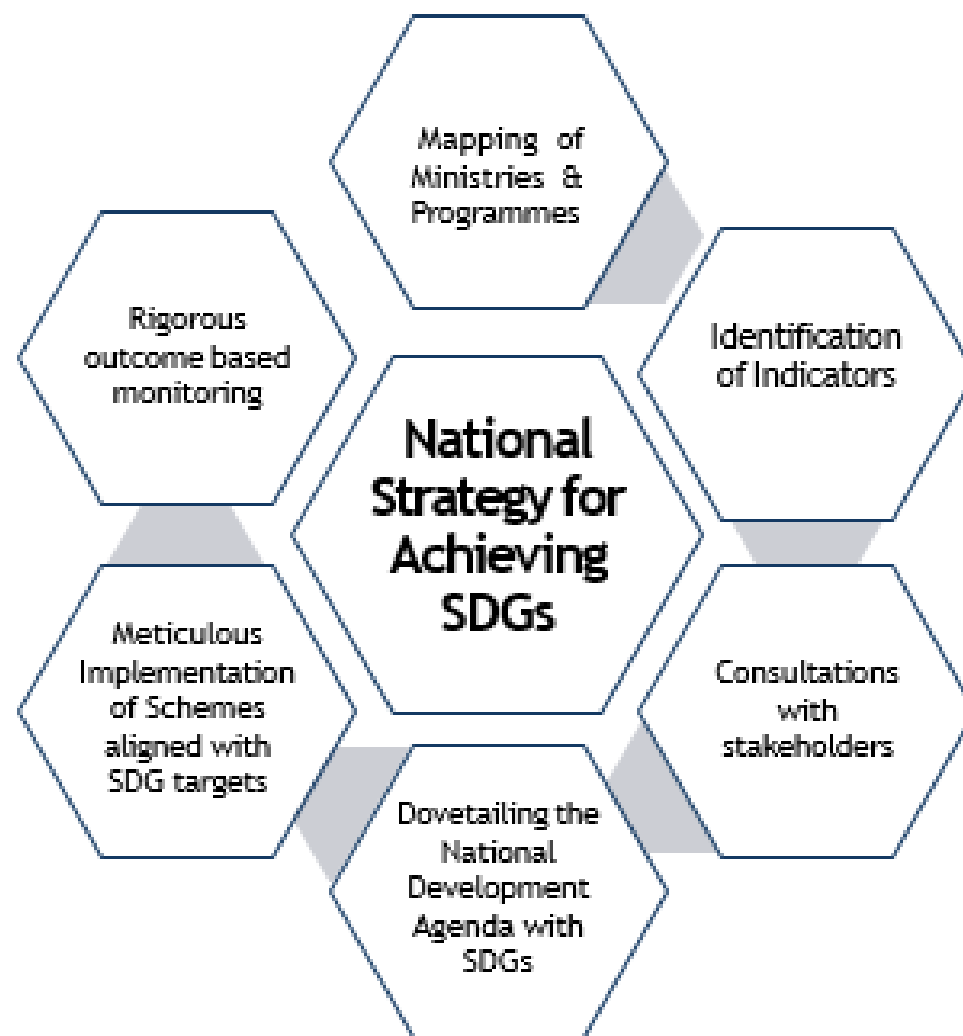 Mapping of
Ministries &
Programmes
Identification
of Indicators
Consultations
with
stakeholders
Dovetailing the
National
Development
Agenda with
SDGs
Meticulous
Implementation
of Schemes
aligned with
SDG targets
Rigorous
outcome based
monitoring
National
Strategy for
Achieving
SDGs